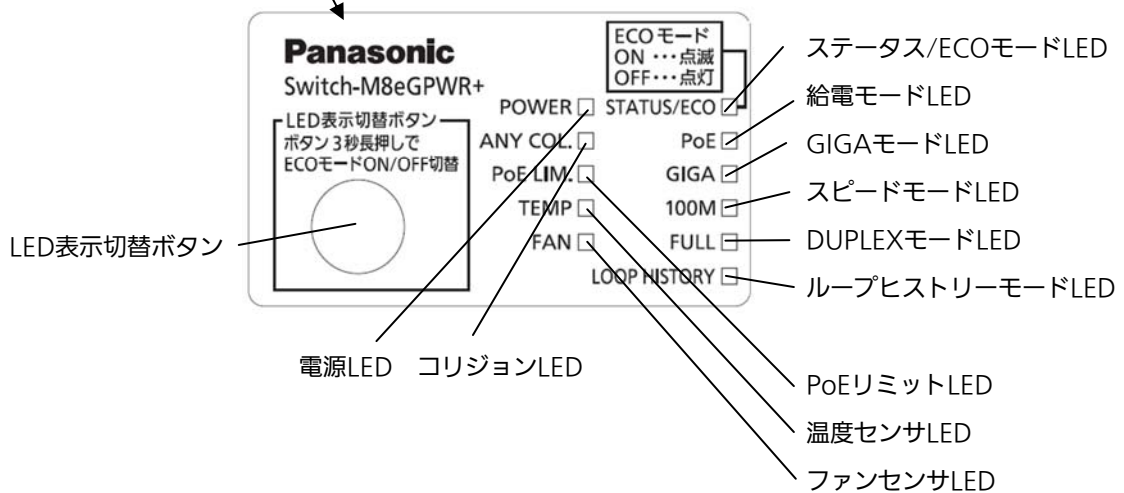 Panasonic
Switch-M8eGPWR+
ECOモード
ON ･･･点滅
OFF･･･点灯
LED表示切替ボタン
ボタン3秒長押しで
ECOモードON/OFF切替
POWER
ANY COL.
PoE LIM.
TEMP
FAN
STATUS/ECO
PoE
GIGA
100M
FULL
LOOP HISTORY
ステータス/ECOモードLED
給電モードLED
GIGAモードLED
スピードモードLED
DUPLEXモードLED
ループヒストリーモードLED
LED表示切替ボタン
電源LED
コリジョンLED
PoEリミットLED
温度センサLED
ファンセンサLED